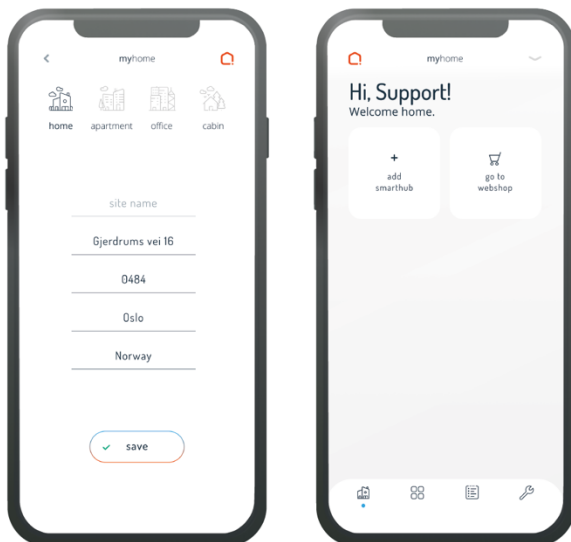 myhome
home apartment office cabin
site name
Gjerdrums vei 16
0484
Oslo
Norway
save
myhome
Hi, Support!
Welcome home.
+
add
smarthub
go to
webshop